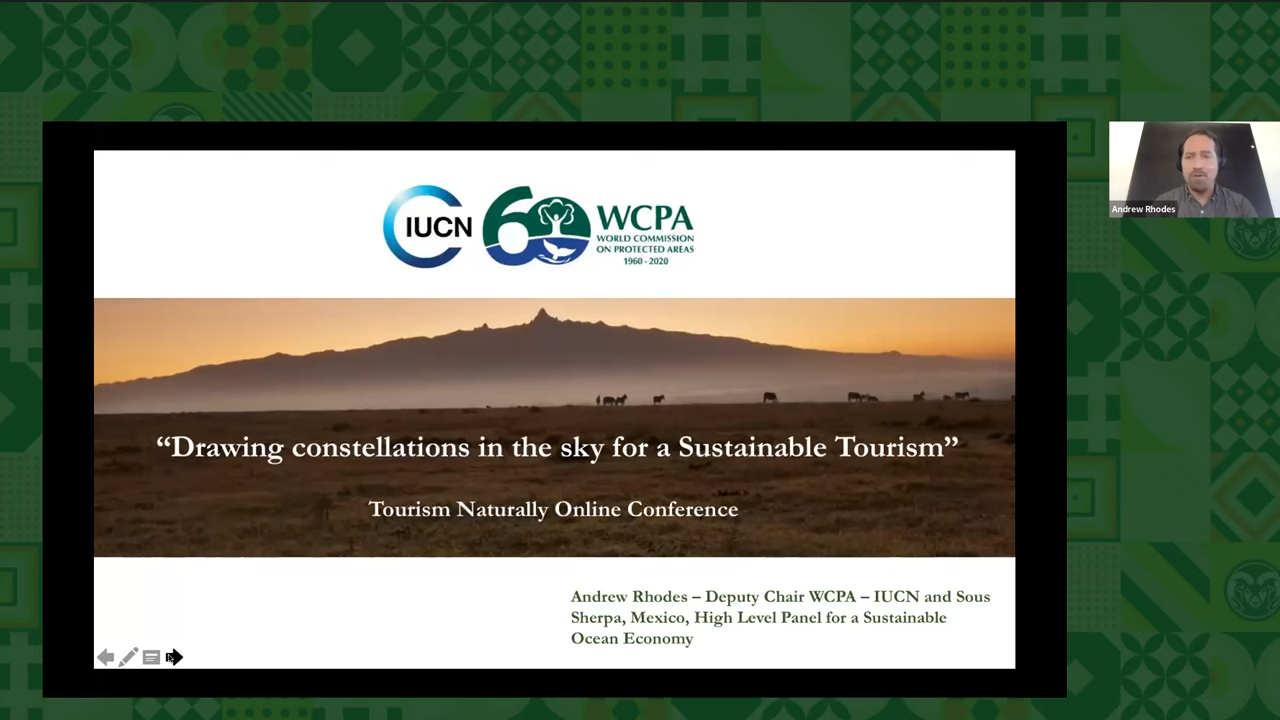 IUCN
60
WCPA
WORLD COMMISSION
ON PROTECTED AREAS
1960 - 2020
Andrew Rhodes
“Drawing constellations in the sky for a Sustainable Tourism”
Tourism Naturally Online Conference
Andrew Rhodes – Deputy Chair WCPA – IUCN and Sous
Sherpa, Mexico, High Level Panel for a Sustainable
Ocean Economy